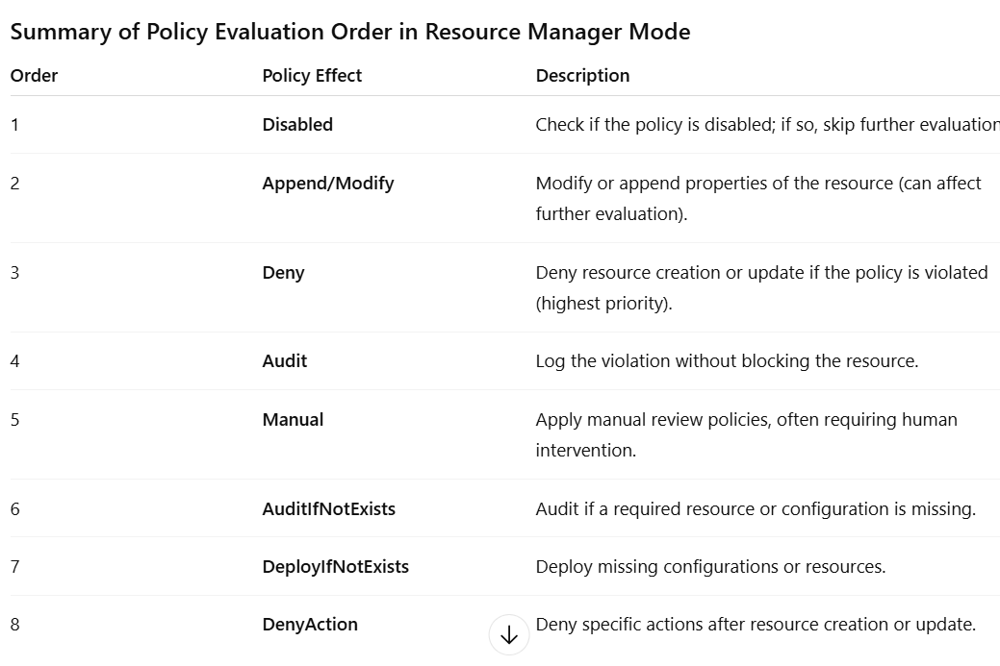 Summary of Policy Evaluation Order in Resource Manager Mode
Order Policy Effect Description
1 Disabled Check if the policy is disabled; if so, skip further evaluation
2 Append/Modify Modify or append properties of the resource (can affect
further evaluation).
3 Deny Deny resource creation or update if the policy is violated
(highest priority).
4 Audit Log the violation without blocking the resource.
5 Manual Apply manual review policies, often requiring human
intervention.
6 AuditIfNotExists Audit if a required resource or configuration is missing.
7 DeployIfNotExists Deploy missing configurations or resources.
8 DenyAction Deny specific actions after resource creation or update.